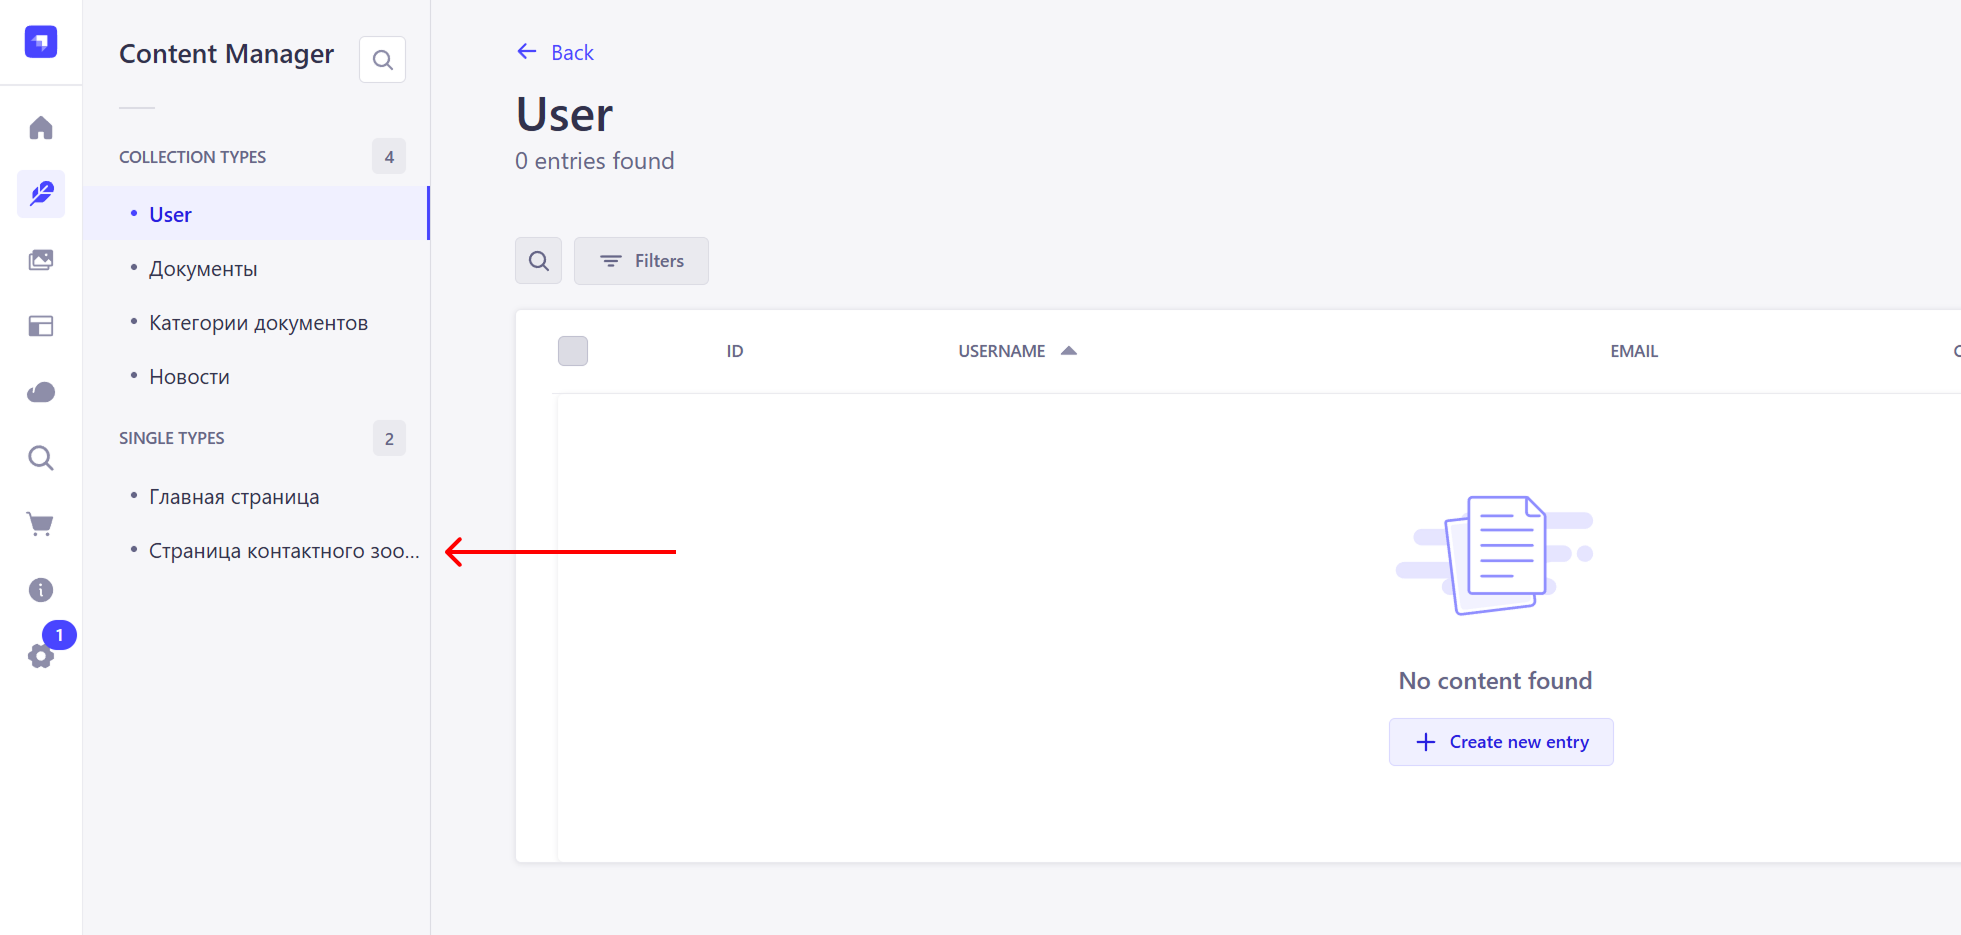 Content Manager
COLLECTION TYPES
4
User
Документы
Категории документов
Новости
SINGLE TYPES
2
Главная страница
Страница контактного зоо...
1
Back
User
0 entries found
Filters
ID USERNAME EMAIL
No content found
Create new entry